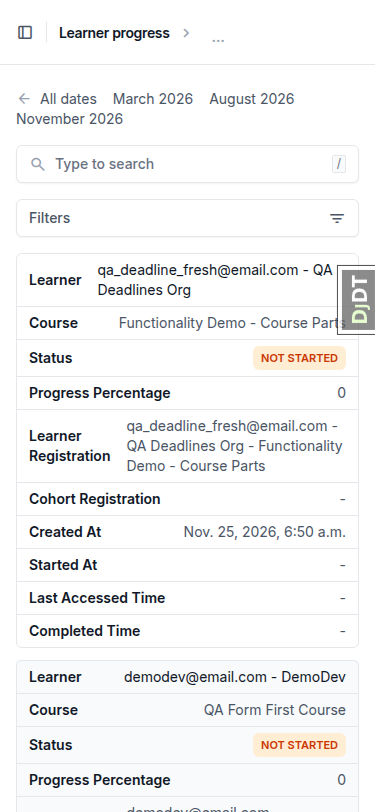 Learner progress > ...
← All dates March 2026 August 2026
November 2026
Type to search /
Filters
Learner qa_deadline_fresh@email.com - QA
Deadlines Org
DjDT
Course Functionality Demo - Course Parts
Status NOT STARTED
Progress Percentage 0
Learner Registration qa_deadline_fresh@email.com -
QA Deadlines Org - Functionality
Demo - Course Parts
Cohort Registration -
Created At Nov. 25, 2026, 6:50 a.m.
Started At -
Last Accessed Time -
Completed Time -
Learner demodev@email.com - DemoDev
Course QA Form First Course
Status NOT STARTED
Progress Percentage 0
demodev@email.com